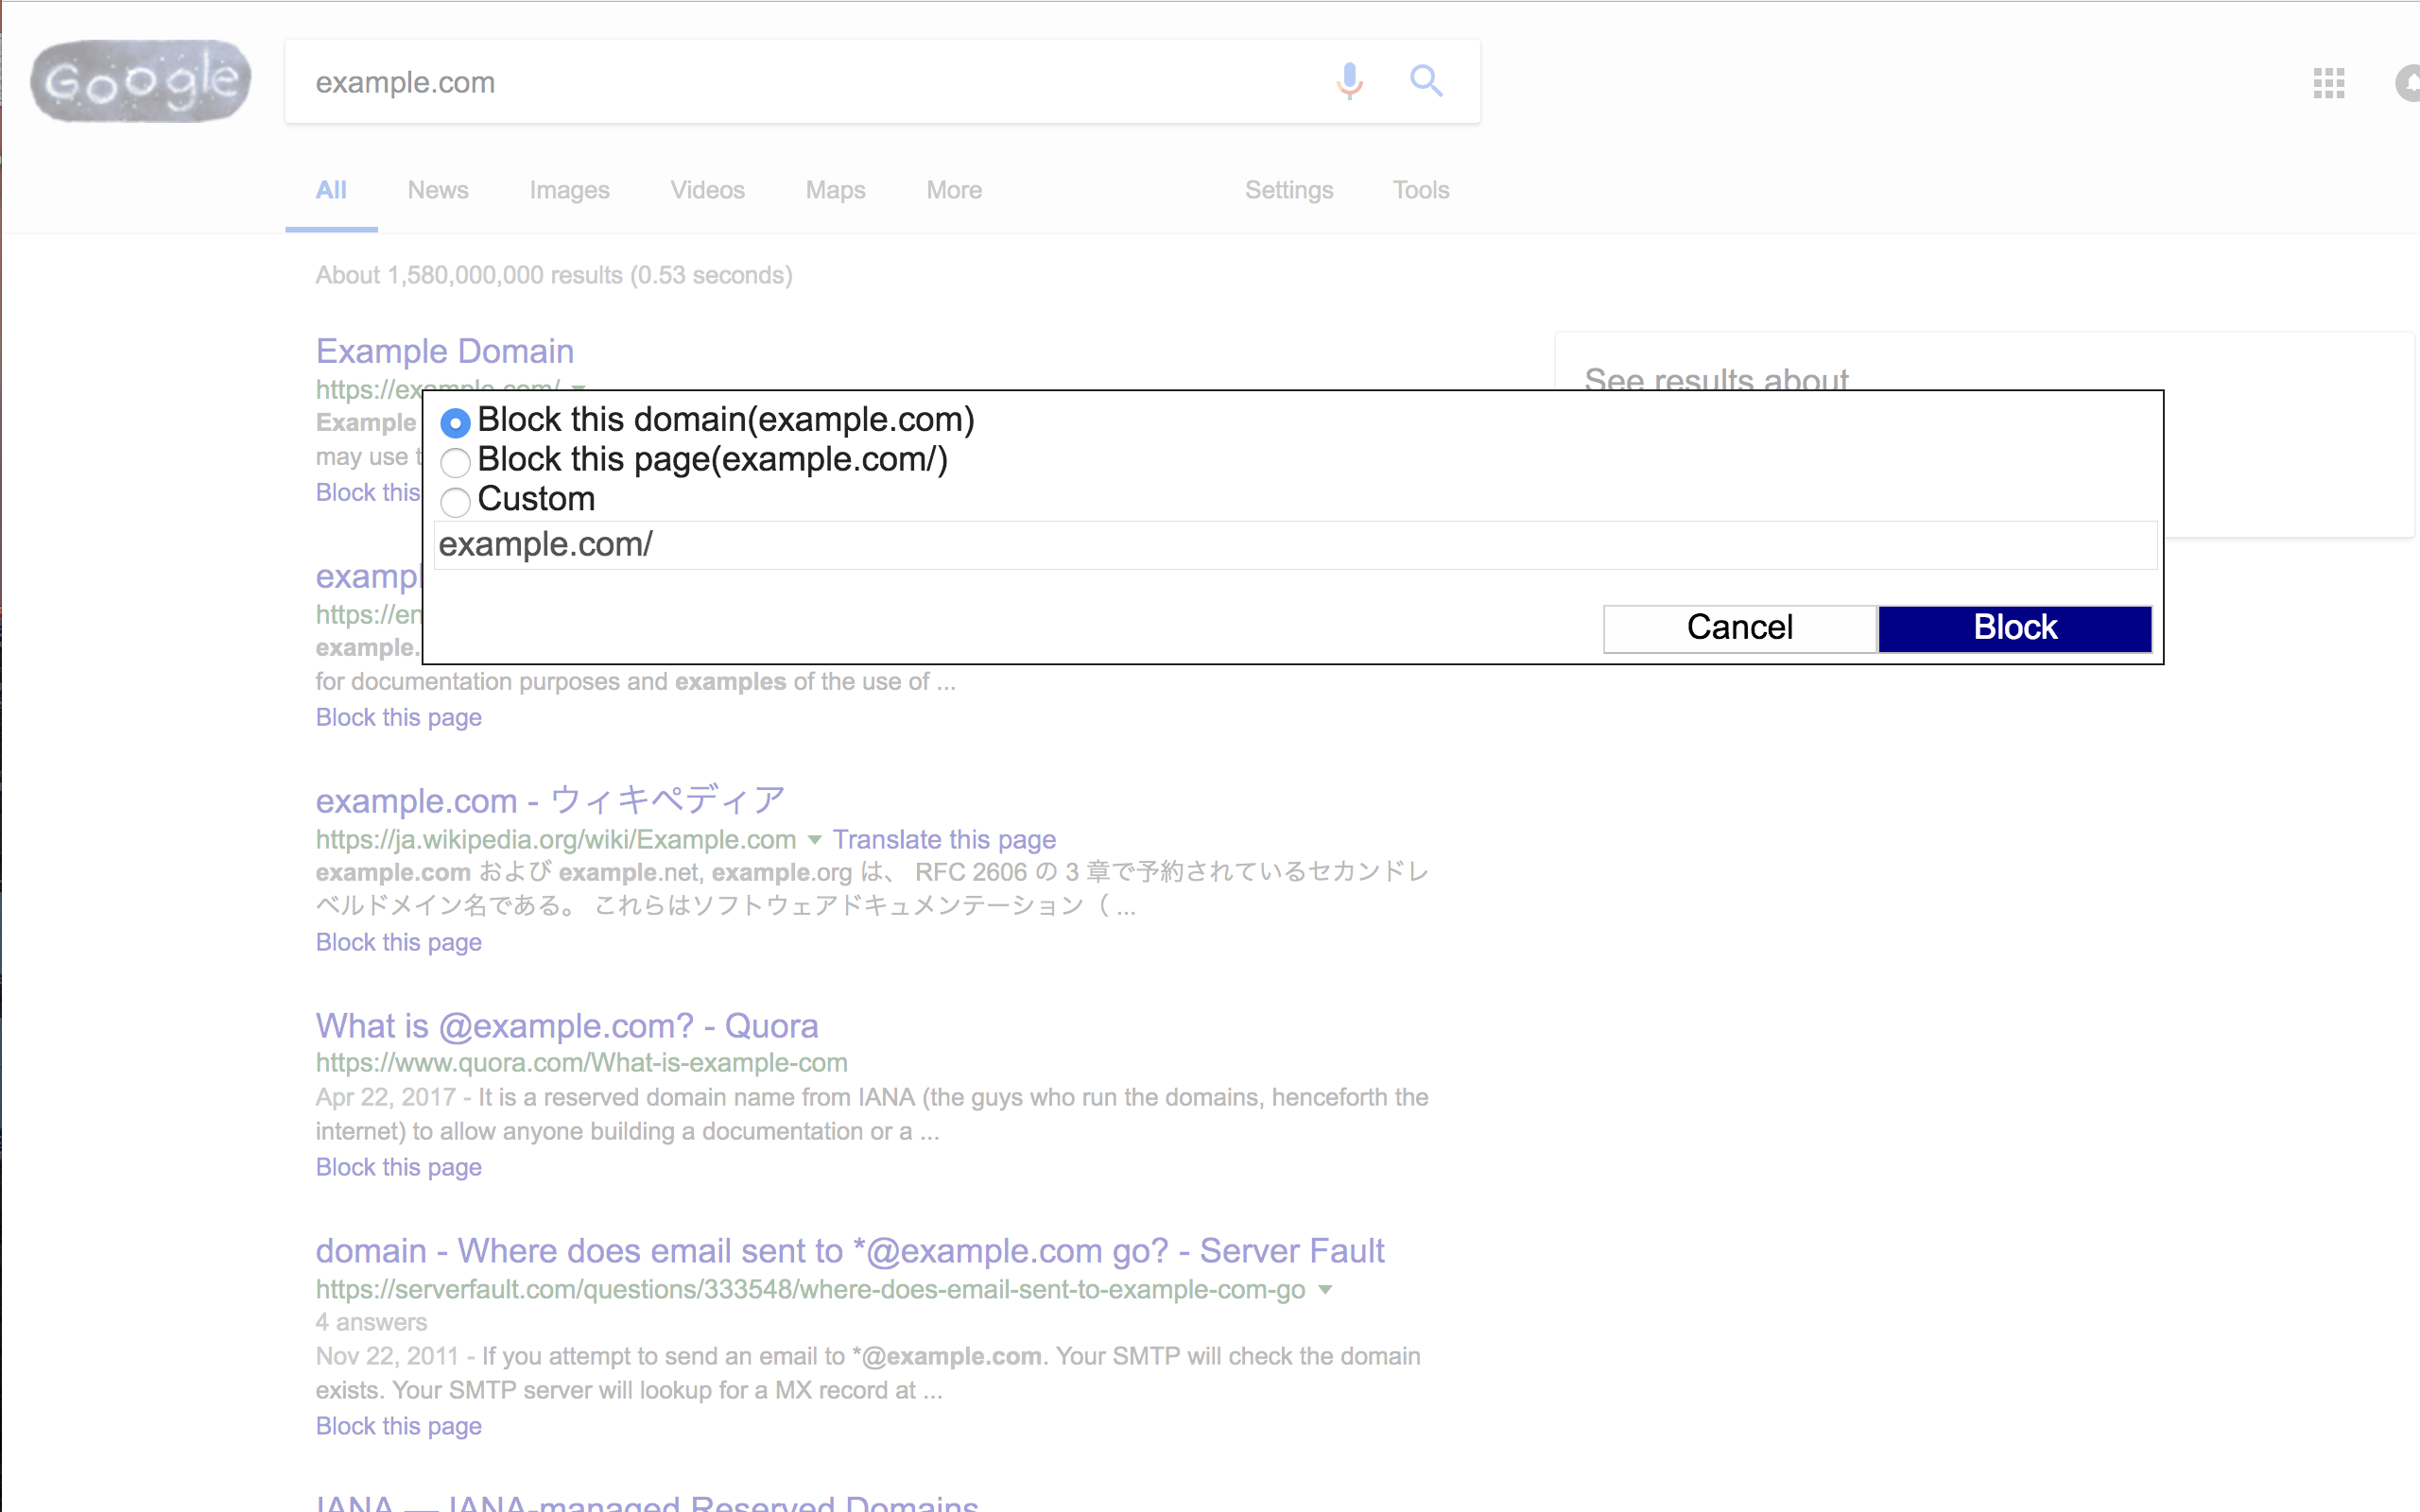 Google
example.com
All News Images Videos Maps More Settings Tools
About 1,580,000,000 results (0.53 seconds)
Example Domain
https://example.com/
See results about
Example
may use
Block this
Block this domain(example.com)
Block this page(example.com/)
Custom
example.com/
Cancel Block
exampl
https://en
example.
for documentation purposes and examples of the use of ...
Block this page
example.com - ウィキペディア
https://ja.wikipedia.org/wiki/Example.com Translate this page
example.com および example.net, example.org は、 RFC 2606 の 3 章で予約されているセカンドレ
ベルドメイン名である。 これらはソフトウェアドキュメンテーション（ ...
Block this page
What is @example.com? - Quora
https://www.quora.com/What-is-example-com
Apr 22, 2017 - It is a reserved domain name from IANA (the guys who run the domains, henceforth the
internet) to allow anyone building a documentation or a ...
Block this page
domain - Where does email sent to *@example.com go? - Server Fault
https://serverfault.com/questions/333548/where-does-email-sent-to-example-com-go
4 answers
Nov 22, 2011 - If you attempt to send an email to *@example.com. Your SMTP will check the domain
exists. Your SMTP server will lookup for a MX record at ...
Block this page
IANA — IANA-managed Reserved Domains